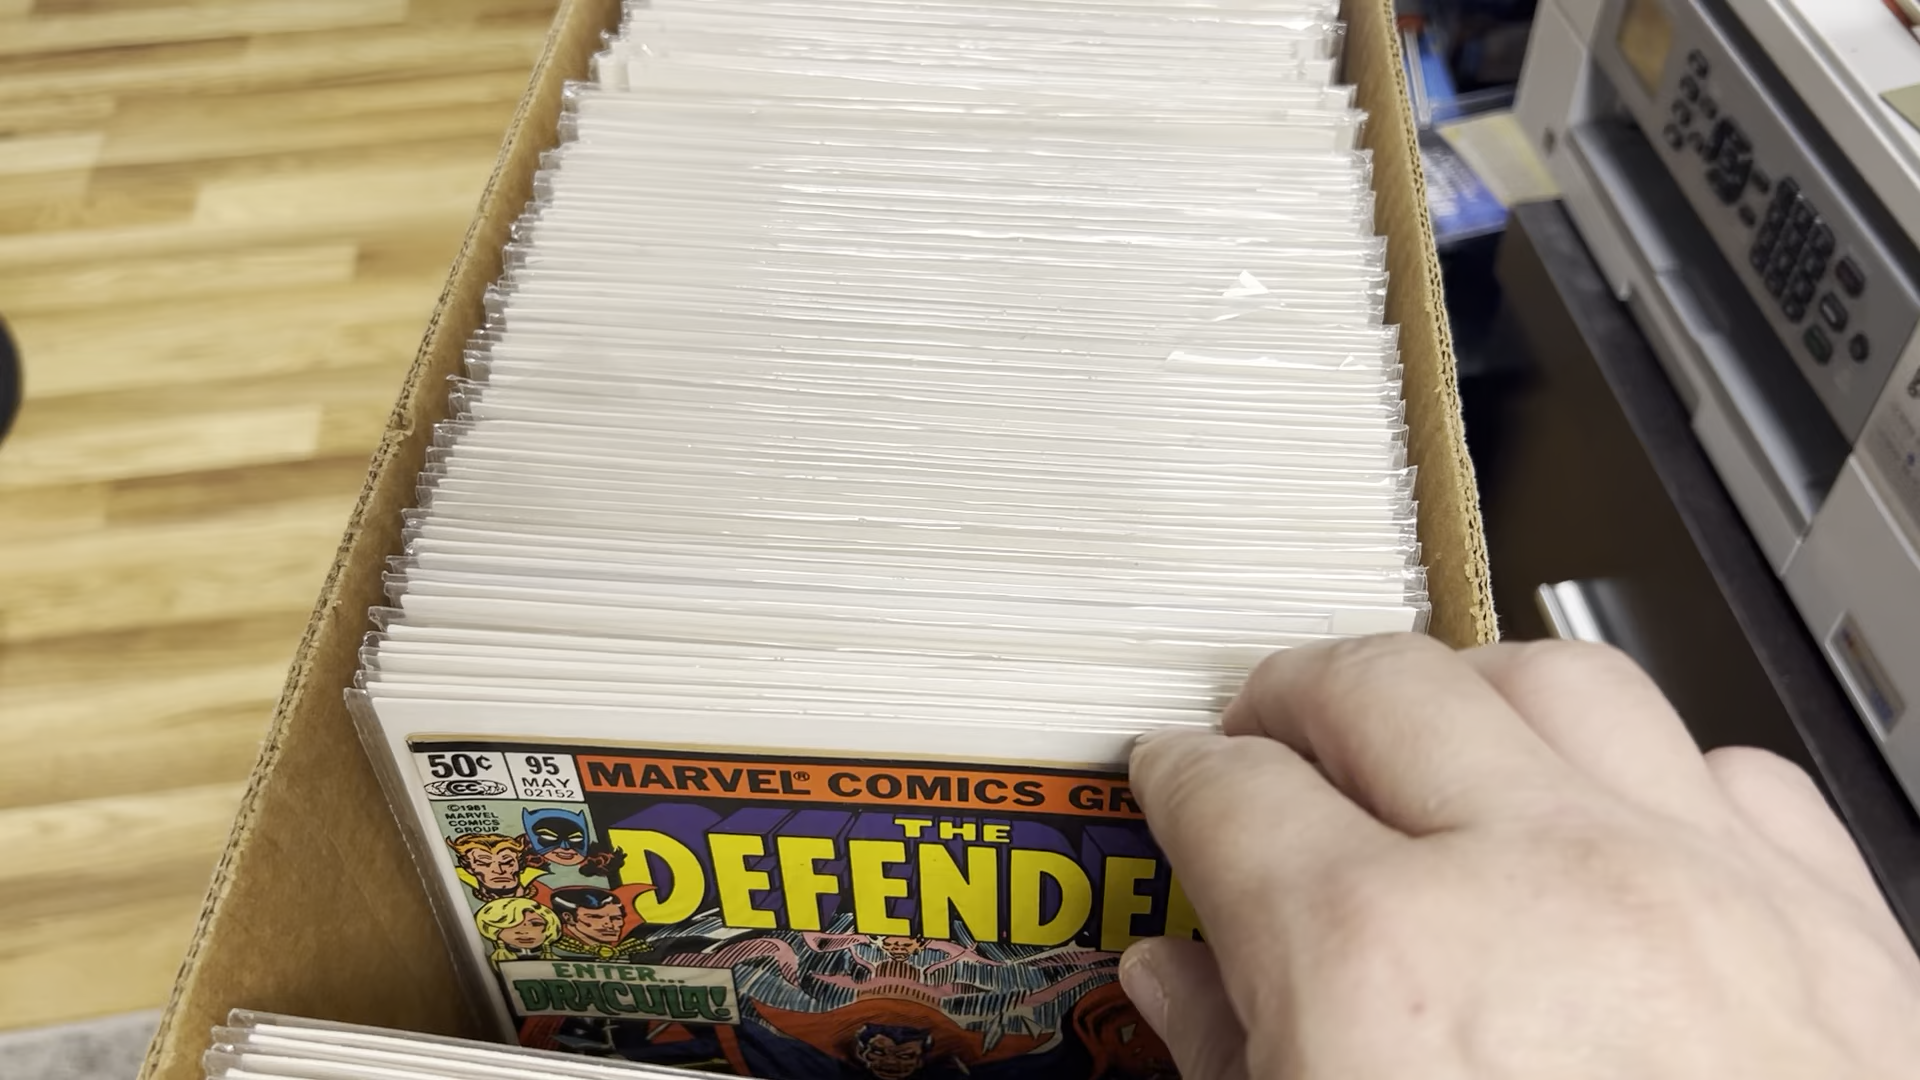 50¢
CC
95
MAY
02152
MARVEL® COMICS GR
©1981
MARVEL
COMICS
GROUP
THE
DEFENDE
ENTER...
DRACULA!